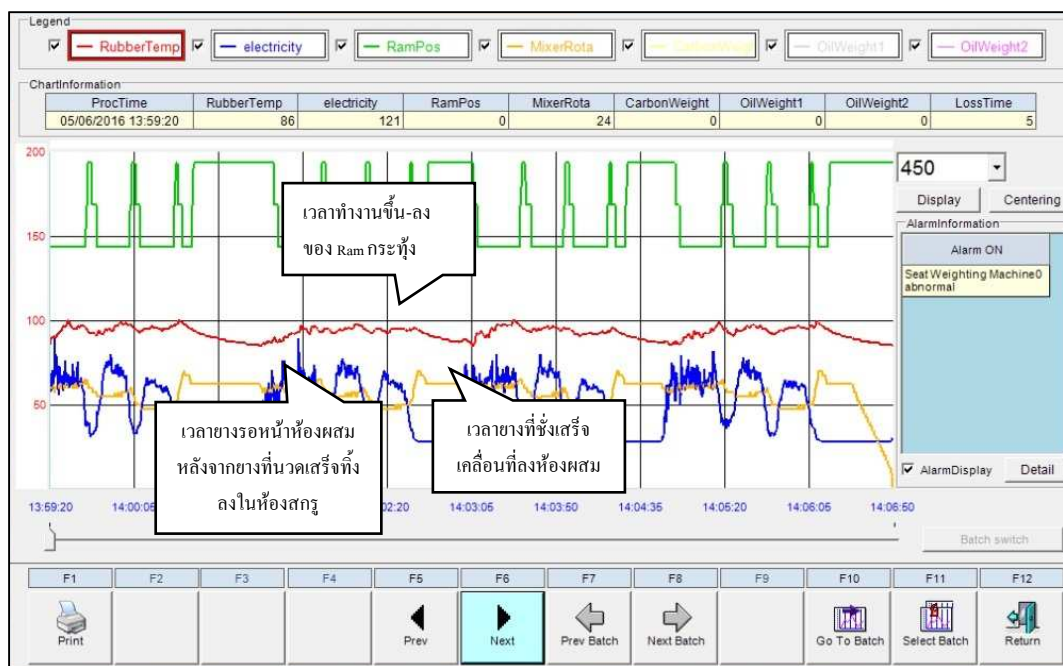 Legend
RubberTemp electricity RamPos MixerRota CarbonWeight OilWeight1 OilWeight2
ChartInformation
ProcTime RubberTemp electricity RamPos MixerRota CarbonWeight OilWeight1 OilWeight2 LossTime
05/06/2016 13:59:20 86 121 0 24 0 0 0 5
200
150
100
50
เวลาทำงานขึ้น-ลง
ของ Ram กระทุ้ง
เวลายางรอหน้าห้องผสม
หลังจากยางที่นวดเสร็จทิ้ง
ลงในห้องสกรู
เวลายางที่ชั่งเสร็จ
เคลื่อนที่ลงห้องผสม
450
Display Centering
AlarmInformation
Alarm ON
Seat Weighting Machine0
abnormal
AlarmDisplay Detail
13:59:20 14:00:05 02:20 14:03:05 14:03:50 14:04:35 14:05:20 14:06:05 14:06:50
Batch switch
F1 F2 F3 F4 F5 F6 F7 F8 F9 F10 F11 F12
Print Prev Next Prev Batch Next Batch Go To Batch Select Batch Return